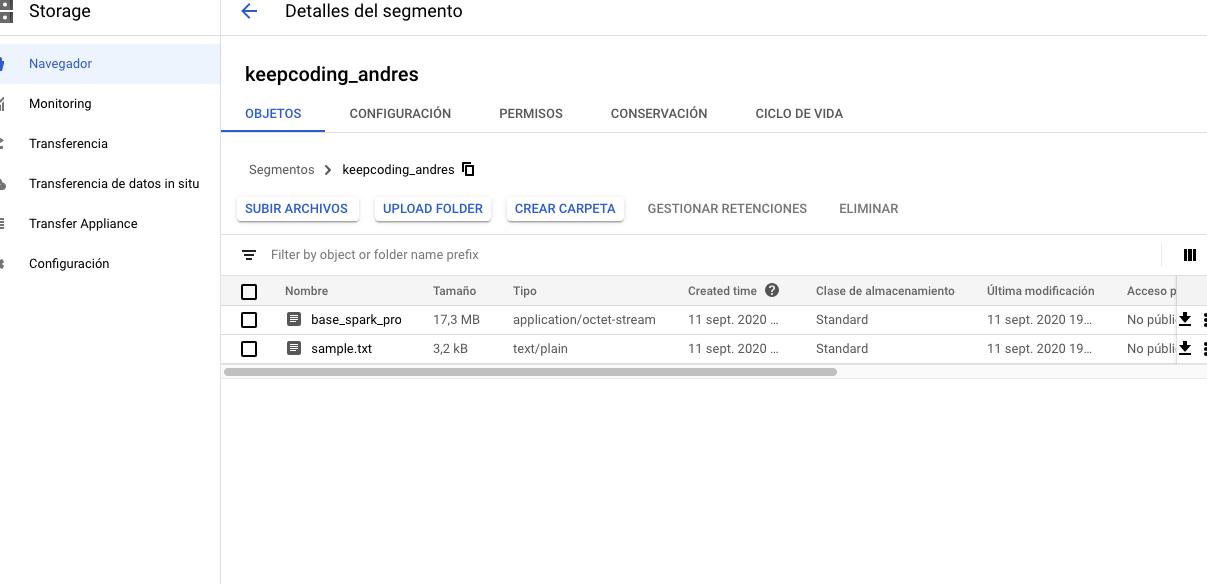 Storage
Detalles del segmento
Navegador
Monitoring
Transferencia
Transferencia de datos in situ
Transfer Appliance
Configuración
keepcoding_andres
OBJETOS CONFIGURACIÓN PERMISOS CONSERVACIÓN CICLO DE VIDA
Segmentos keepcoding_andres
SUBIR ARCHIVOS UPLOAD FOLDER CREAR CARPETA GESTIONAR RETENCIONES ELIMINAR
Filter by object or folder name prefix
Nombre Tamaño Tipo Created time Clase de almacenamiento Última modificación Acceso p
base_spark_pro 17,3 MB application/octet-stream 11 sept. 2020 ... Standard 11 sept. 2020 19... No públi
sample.txt 3,2 kB text/plain 11 sept. 2020 ... Standard 11 sept. 2020 19... No públi